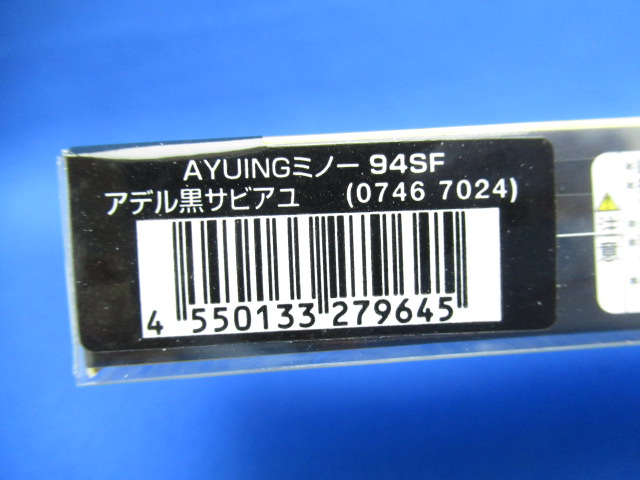 AYUINGミノー 94SF
アデル黒サビアユ (0746 7024)
4 550133 279645
注意